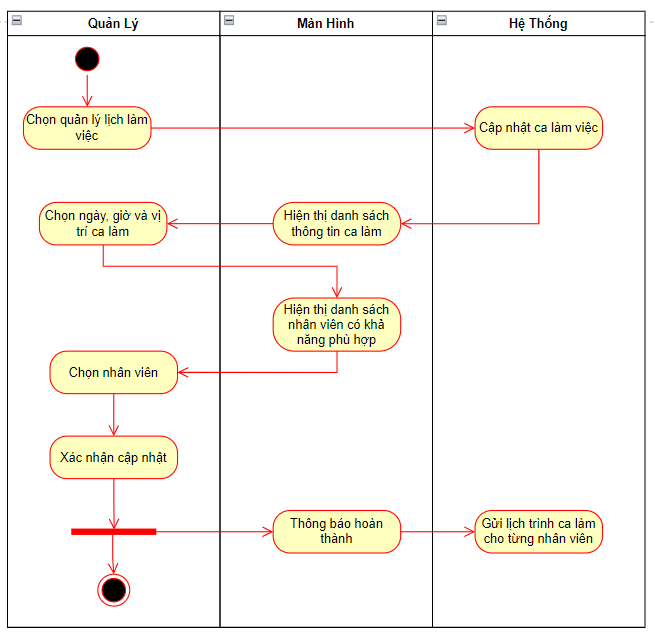 Quản Lý
Màn Hình
Hệ Thống
Chọn quản lý lịch làm
việc
Cập nhật ca làm việc
Chọn ngày, giờ và vị
trí ca làm
Hiện thị danh sách
thông tin ca làm
Hiện thị danh sách
nhân viên có khả
năng phù hợp
Chọn nhân viên
Xác nhận cập nhật
Thông báo hoàn
thành
Gửi lịch trình ca làm
cho từng nhân viên